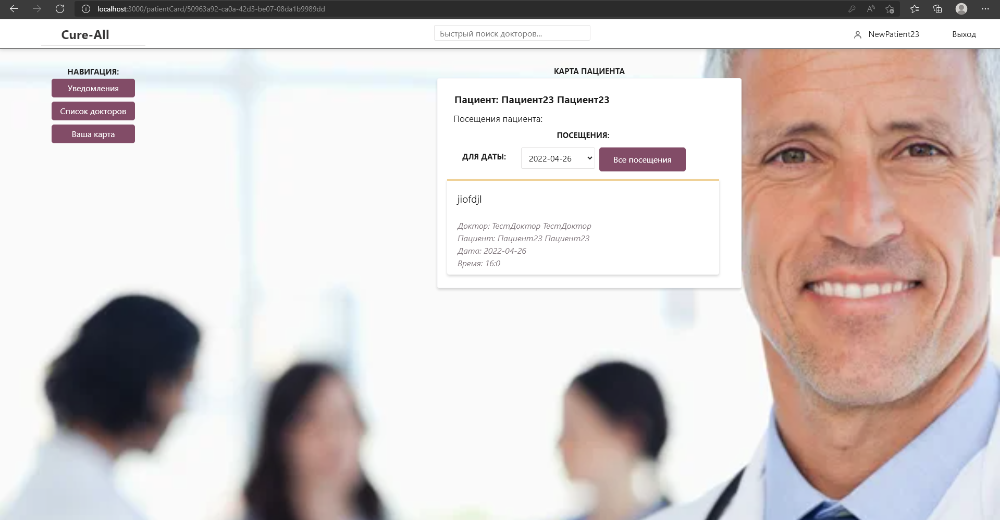 localhost:3000/patientCard/50963a92-ca0a-42d3-be07-08da1b9989dd
Cure-All
Быстрый поиск докторов...
NewPatient23
Выход
НАВИГАЦИЯ:
Уведомления
Список докторов
Ваша карта
КАРТА ПАЦИЕНТА
Пациент: Пациент23 Пациент23
Посещения пациента:
ПОСЕЩЕНИЯ:
ДЛЯ ДАТЫ:
2022-04-26
Все посещения
jiofdjl
Доктор: ТестДоктор ТестДоктор
Пациент: Пациент23 Пациент23
Дата: 2022-04-26
Время: 16:0